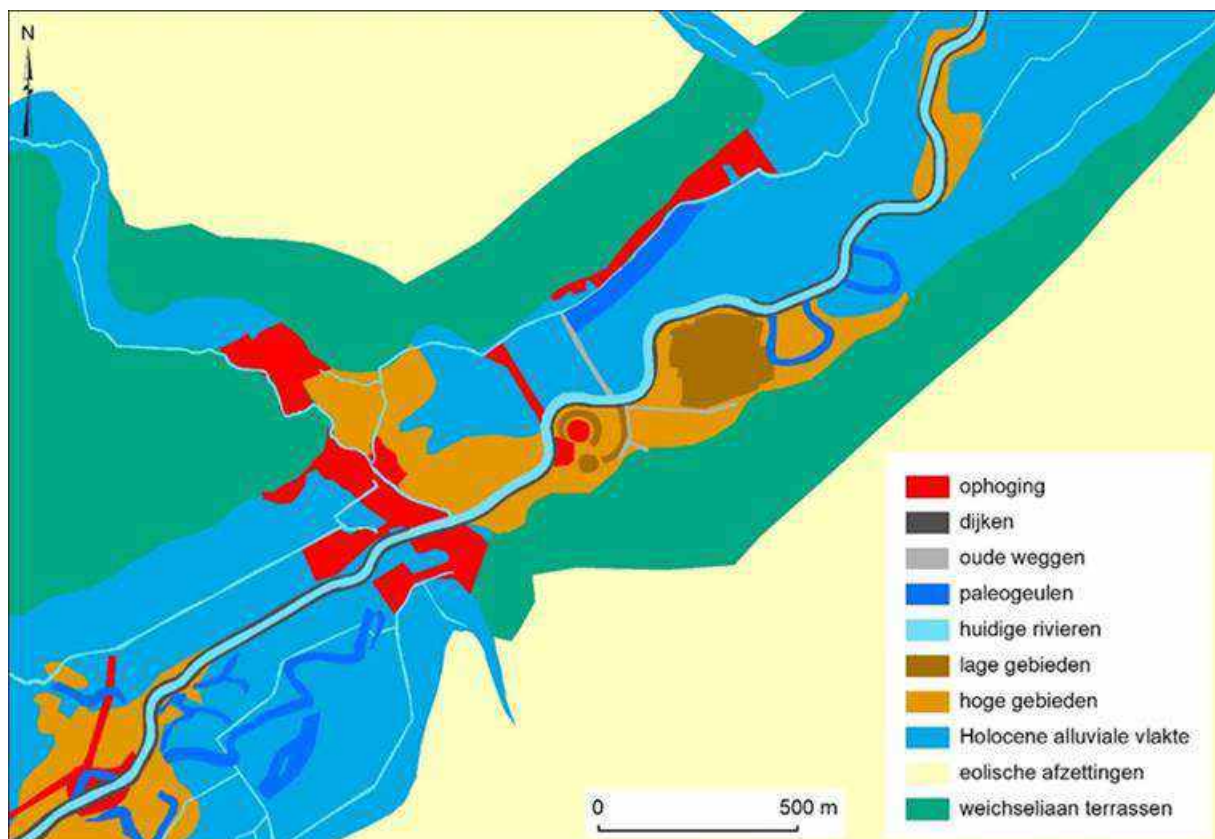 N
ophoging
dijken
oude weggen
paleogeulen
huidige rivieren
lage gebieden
hoge gebieden
Holocene alluviale vlakte
eolische afzettingen
weichseliaan terrassen
0 500 m